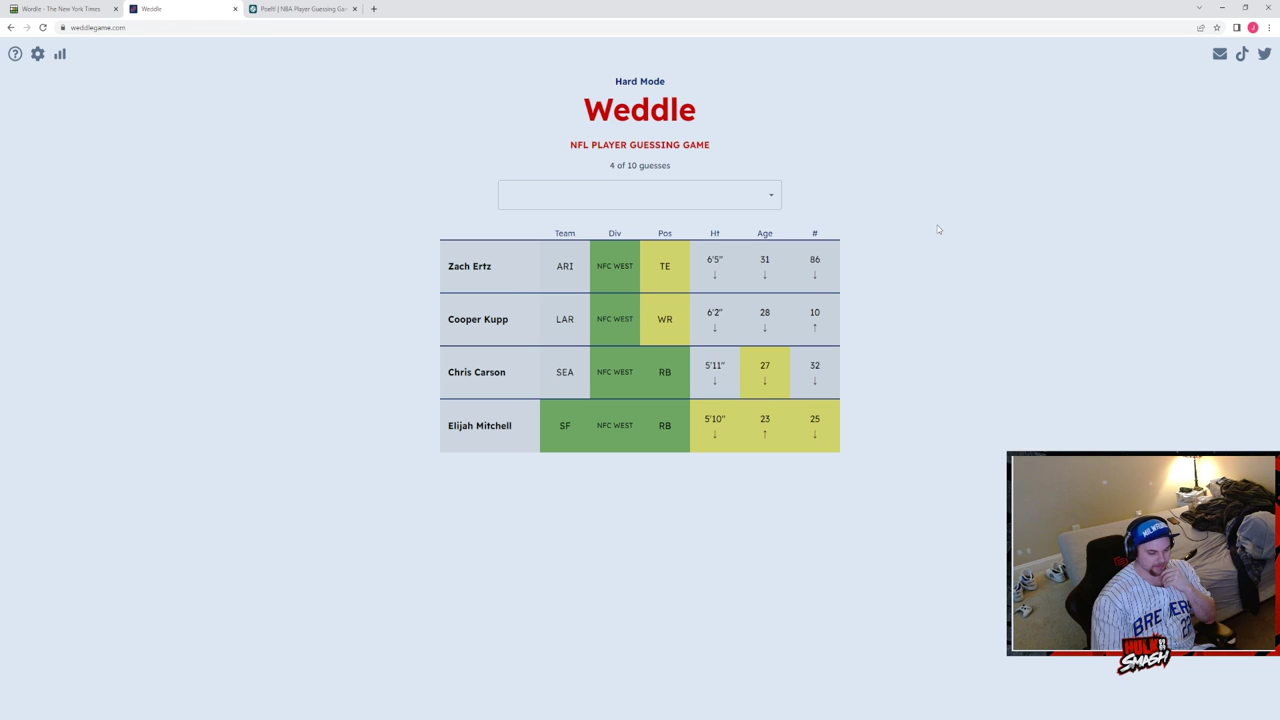 Wordle - The New York Times
Weddle
Poeltl | NBA Player Guessing Ga
weddlegame.com
J
Hard Mode
Weddle
NFL PLAYER GUESSING GAME
4 of 10 guesses
Team Div Pos Ht Age #
Zach Ertz ARI NFC WEST TE 6'5" ↓ 31 ↓ 86 ↓
Cooper Kupp LAR NFC WEST WR 6'2" ↓ 28 ↓ 10 ↑
Chris Carson SEA NFC WEST RB 5'11" ↓ 27 ↓ 32 ↓
Elijah Mitchell SF NFC WEST RB 5'10" ↓ 23 ↑ 25 ↓
BREWERS
22
HULK
SMASH